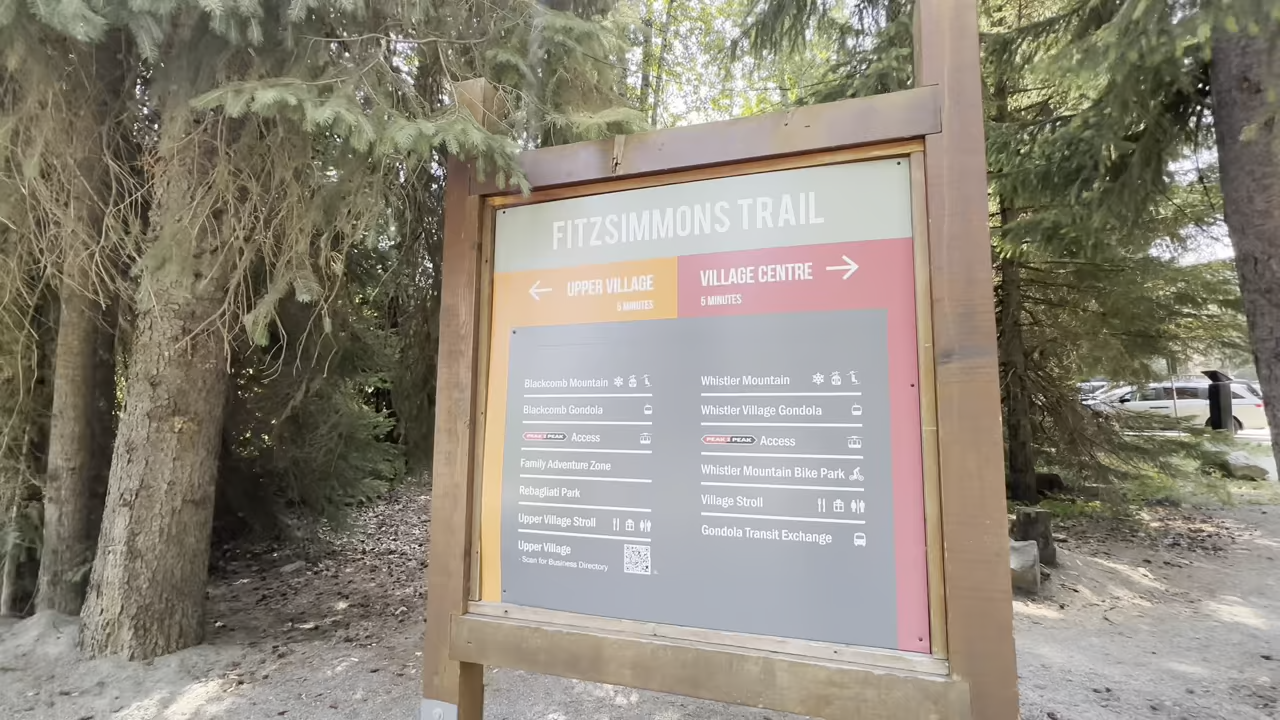 FITZSIMMONS TRAIL
← UPPER VILLAGE
5 MINUTES
VILLAGE CENTRE →
5 MINUTES
Blackcomb Mountain
Blackcomb Gondola
PEAK 2 PEAK Access
Family Adventure Zone
Rebagliati Park
Upper Village Stroll
Upper Village
- Scan for Business Directory
Whistler Mountain
Whistler Village Gondola
PEAK 2 PEAK Access
Whistler Mountain Bike Park
Village Stroll
Gondola Transit Exchange